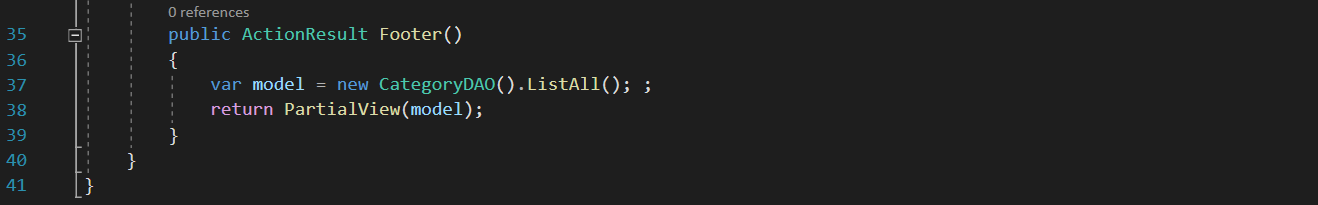 0 references
35 public ActionResult Footer()
36 {
37 var model = new CategoryDAO().ListAll(); ;
38 return PartialView(model);
39 }
40 }
41 }